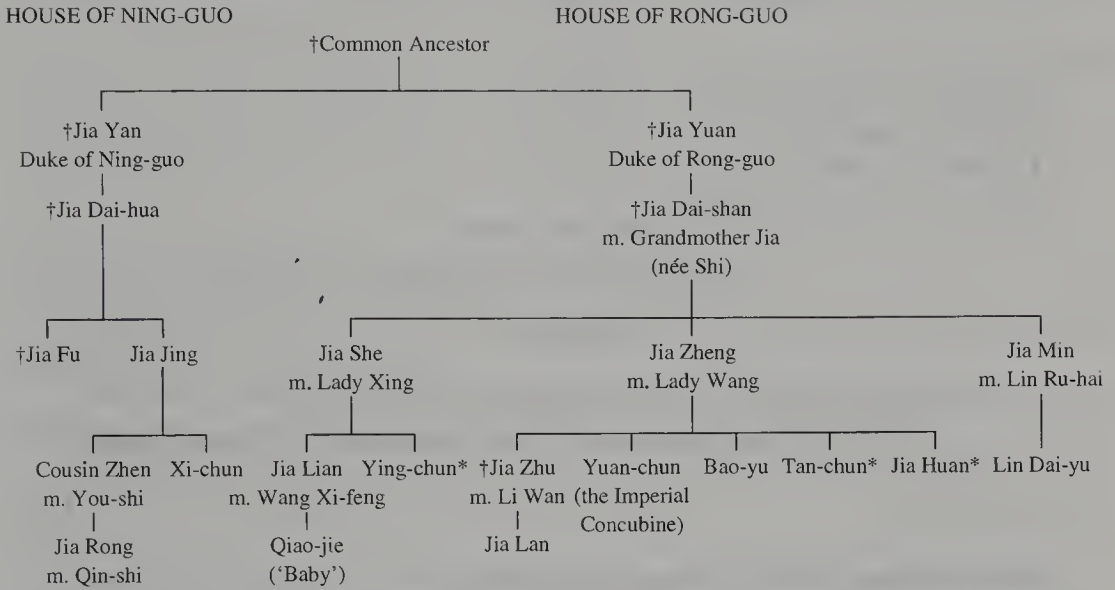 HOUSE OF NING-GUO
HOUSE OF RONG-GUO
†Common Ancestor
†Jia Yan
Duke of Ning-guo
†Jia Yuan
Duke of Rong-guo
†Jia Dai-hua
†Jia Dai-shan
m. Grandmother Jia
(née Shi)
†Jia Fu
Jia Jing
Jia She
m. Lady Xing
Jia Zheng
m. Lady Wang
Jia Min
m. Lin Ru-hai
Cousin Zhen
m. You-shi
Xi-chun
Jia Lian
m. Wang Xi-feng
Ying-chun*
†Jia Zhu
m. Li Wan
Yuan-chun
(the Imperial
Concubine)
Bao-yu
Tan-chun*
Jia Huan*
Lin Dai-yu
Jia Rong
m. Qin-shi
Qiao-jie
(‘Baby’)
Jia Lan